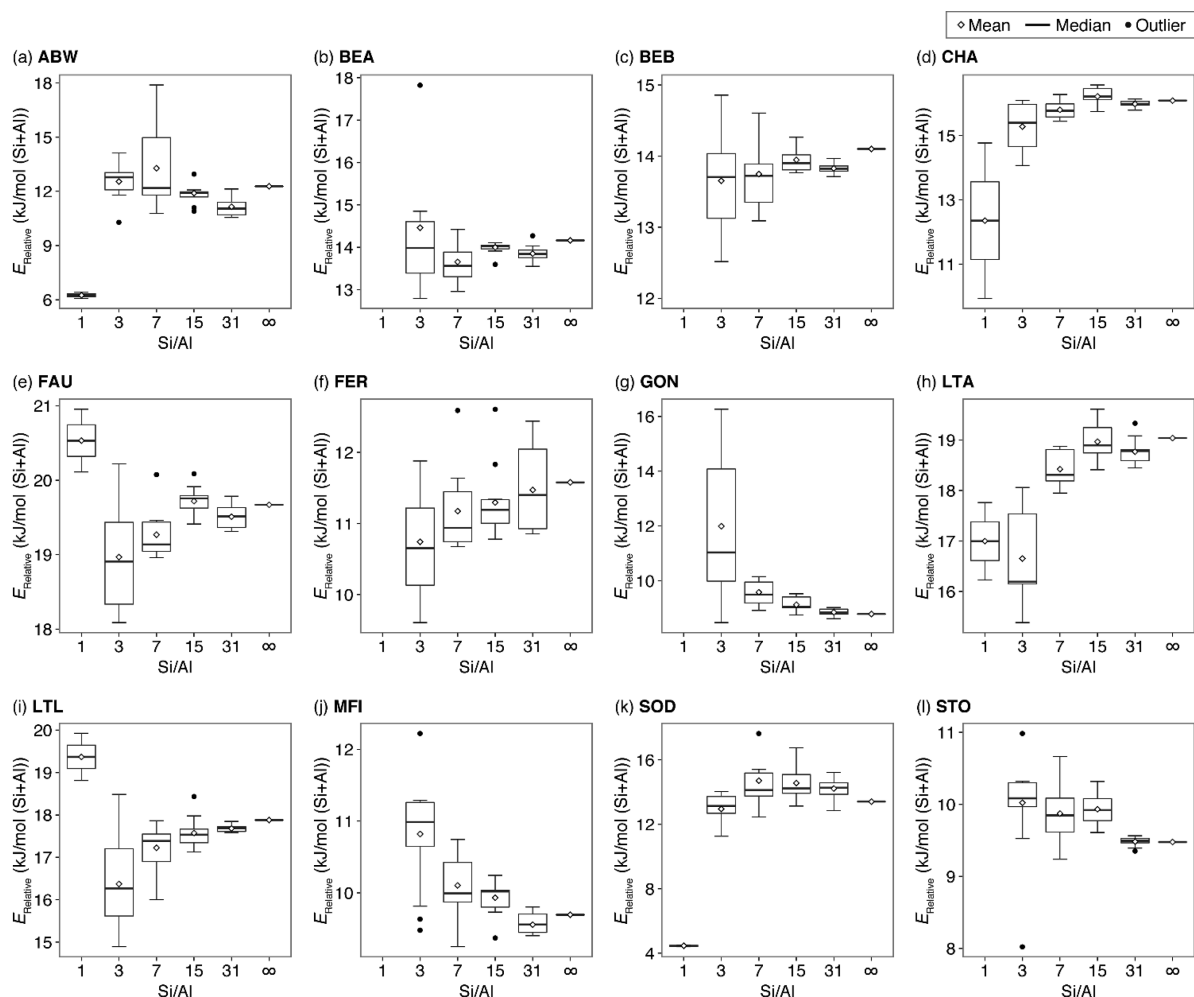 Mean Median Outlier
(a) ABW
18
15
12
9
6
E_Relative (kJ/mol (Si+Al))
1 3 7 15 31 ∞
Si/Al
(b) BEA
18
17
16
15
14
13
E_Relative (kJ/mol (Si+Al))
1 3 7 15 31 ∞
Si/Al
(c) BEB
15
14
13
12
E_Relative (kJ/mol (Si+Al))
1 3 7 15 31 ∞
Si/Al
(d) CHA
15
13
11
E_Relative (kJ/mol (Si+Al))
1 3 7 15 31 ∞
Si/Al
(e) FAU
21
20
19
18
E_Relative (kJ/mol (Si+Al))
1 3 7 15 31 ∞
Si/Al
(f) FER
12
11
10
E_Relative (kJ/mol (Si+Al))
1 3 7 15 31 ∞
Si/Al
(g) GON
16
14
12
10
E_Relative (kJ/mol (Si+Al))
1 3 7 15 31 ∞
Si/Al
(h) LTA
19
18
17
16
E_Relative (kJ/mol (Si+Al))
1 3 7 15 31 ∞
Si/Al
(i) LTL
20
19
18
17
16
15
E_Relative (kJ/mol (Si+Al))
1 3 7 15 31 ∞
Si/Al
(j) MFI
12
11
10
E_Relative (kJ/mol (Si+Al))
1 3 7 15 31 ∞
Si/Al
(k) SOD
16
13
10
7
4
E_Relative (kJ/mol (Si+Al))
1 3 7 15 31 ∞
Si/Al
(l) STO
11
10
9
8
E_Relative (kJ/mol (Si+Al))
1 3 7 15 31 ∞
Si/Al